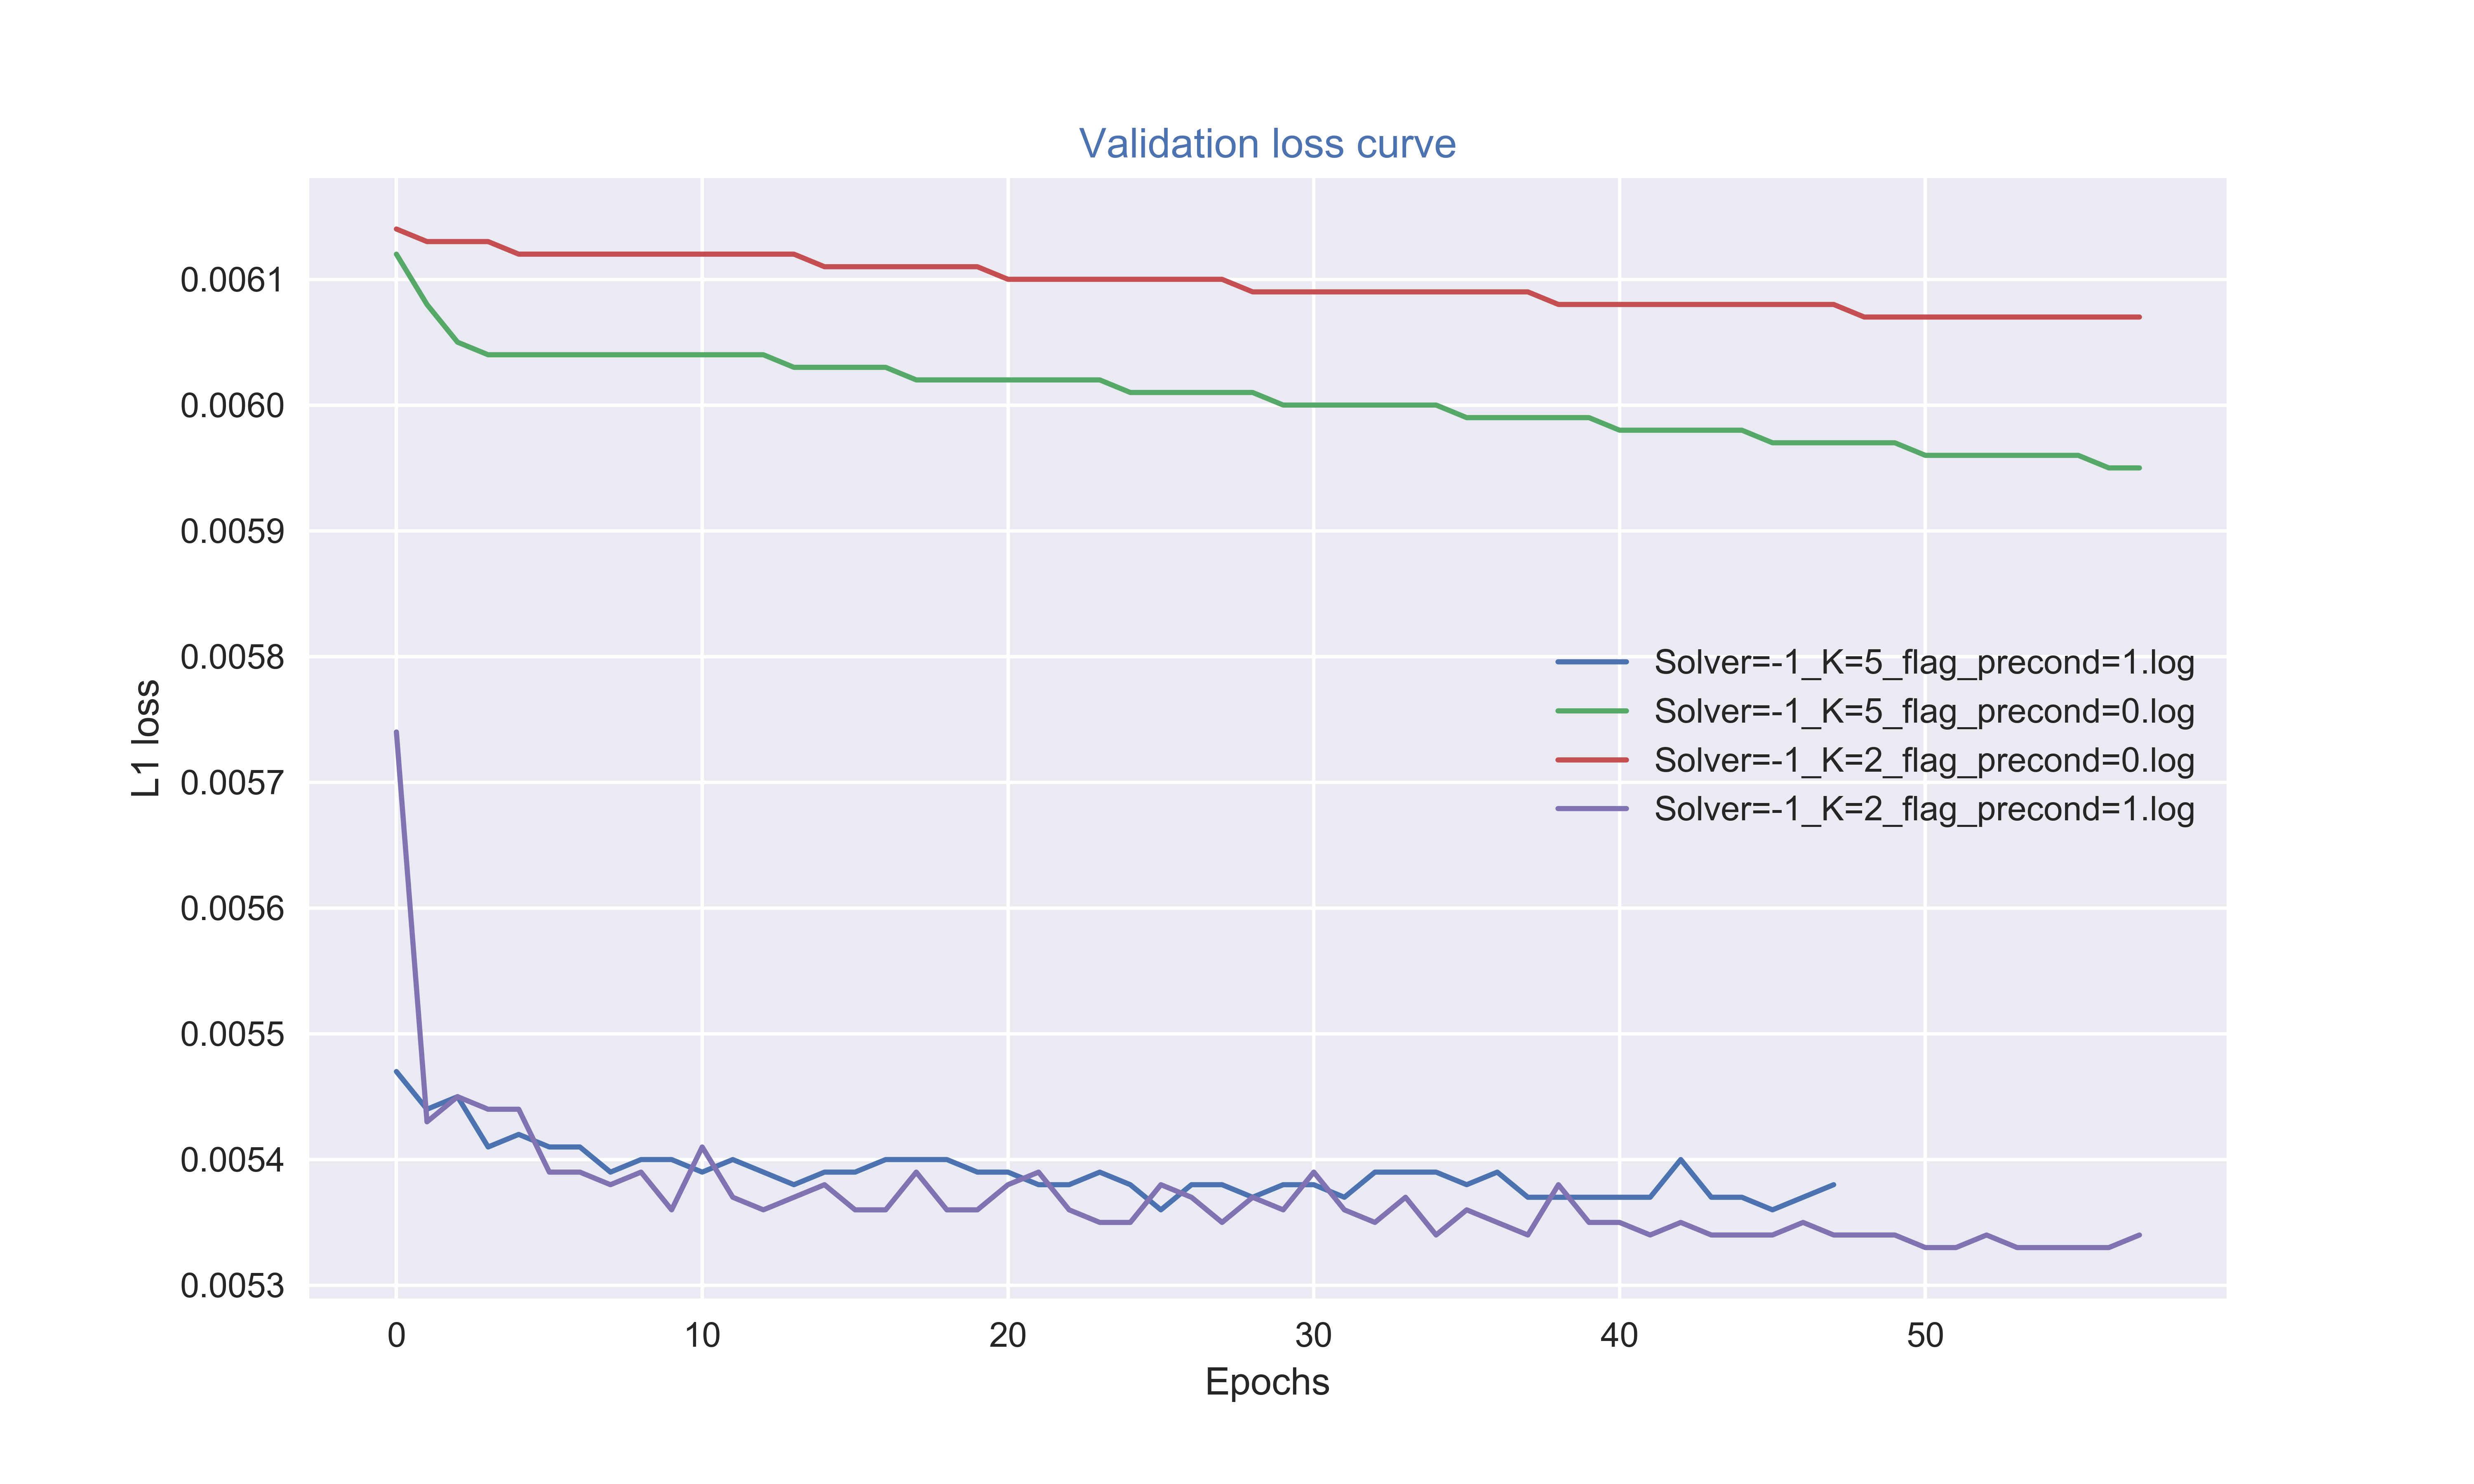 Validation loss curve
0.0061
0.0060
0.0059
0.0058
0.0057
0.0056
0.0055
0.0054
0.0053
L1 loss
Solver=-1_K=5_flag_precond=1.log
Solver=-1_K=5_flag_precond=0.log
Solver=-1_K=2_flag_precond=0.log
Solver=-1_K=2_flag_precond=1.log
0 10 20 30 40 50
Epochs